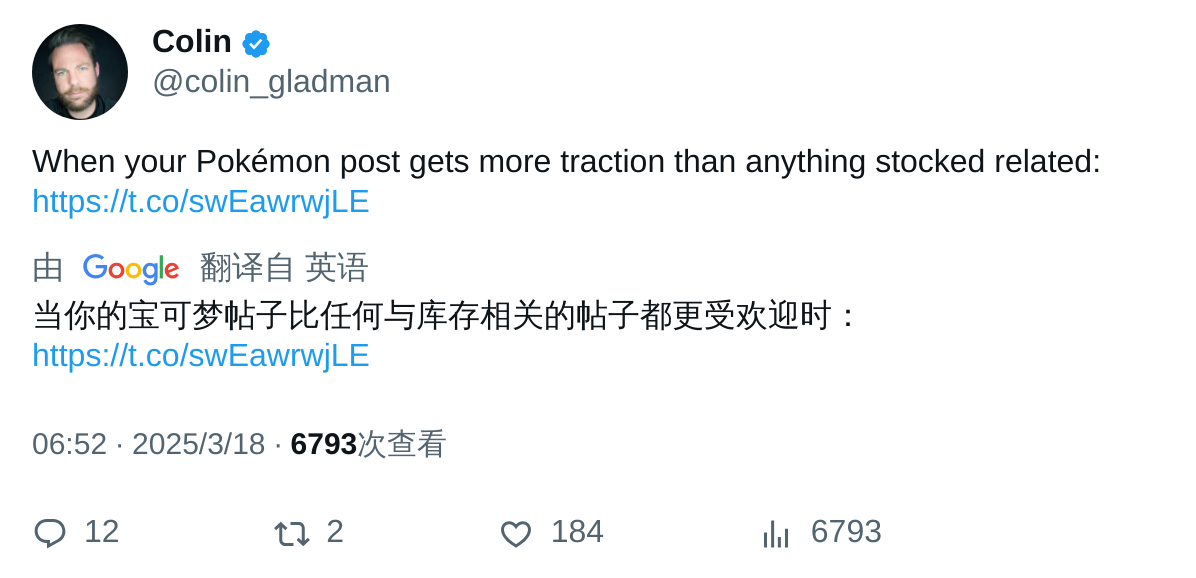 Colin
@colin_gladman
When your Pokémon post gets more traction than anything stocked related:
https://t.co/swEawrwjLE
由 Google 翻译自 英语
当你的宝可梦帖子比任何与库存相关的帖子都更受欢迎时：
https://t.co/swEawrwjLE
06:52 · 2025/3/18 · 6793次查看
12 2 184 6793